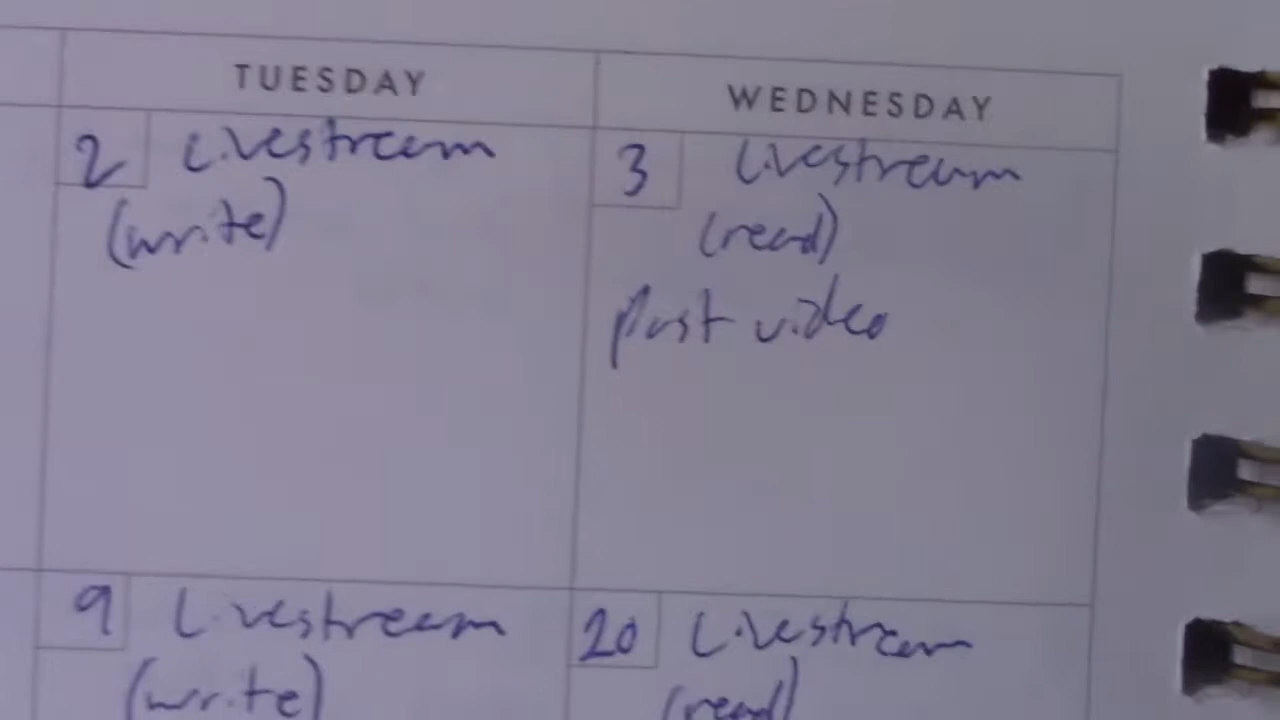 TUESDAY WEDNESDAY
2 Livestream
(write)
3 Livestream
(read)
Post video
9 Livestream
(write)
20 Livestream
(read)